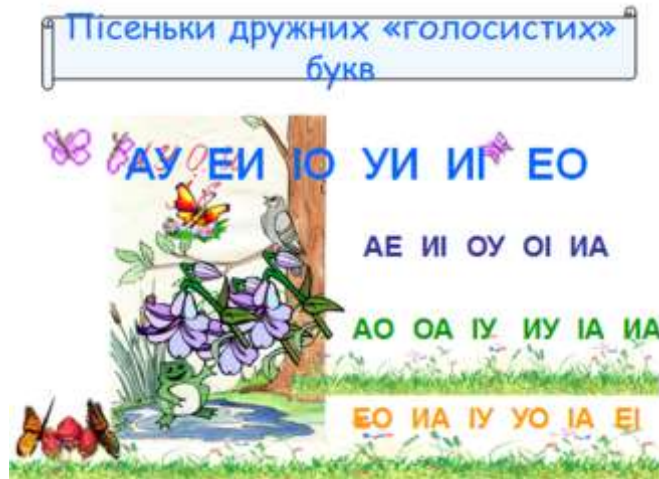 Пісеньки дружних «голосистих»
букв
АУ ЕИ ІО УИ ИІ ЕО
АЕ ИІ ОУ ОІ ИА
АО ОА ІУ ИУ ІА ИА
ЕО ИА ІУ УО ІА ЕІ